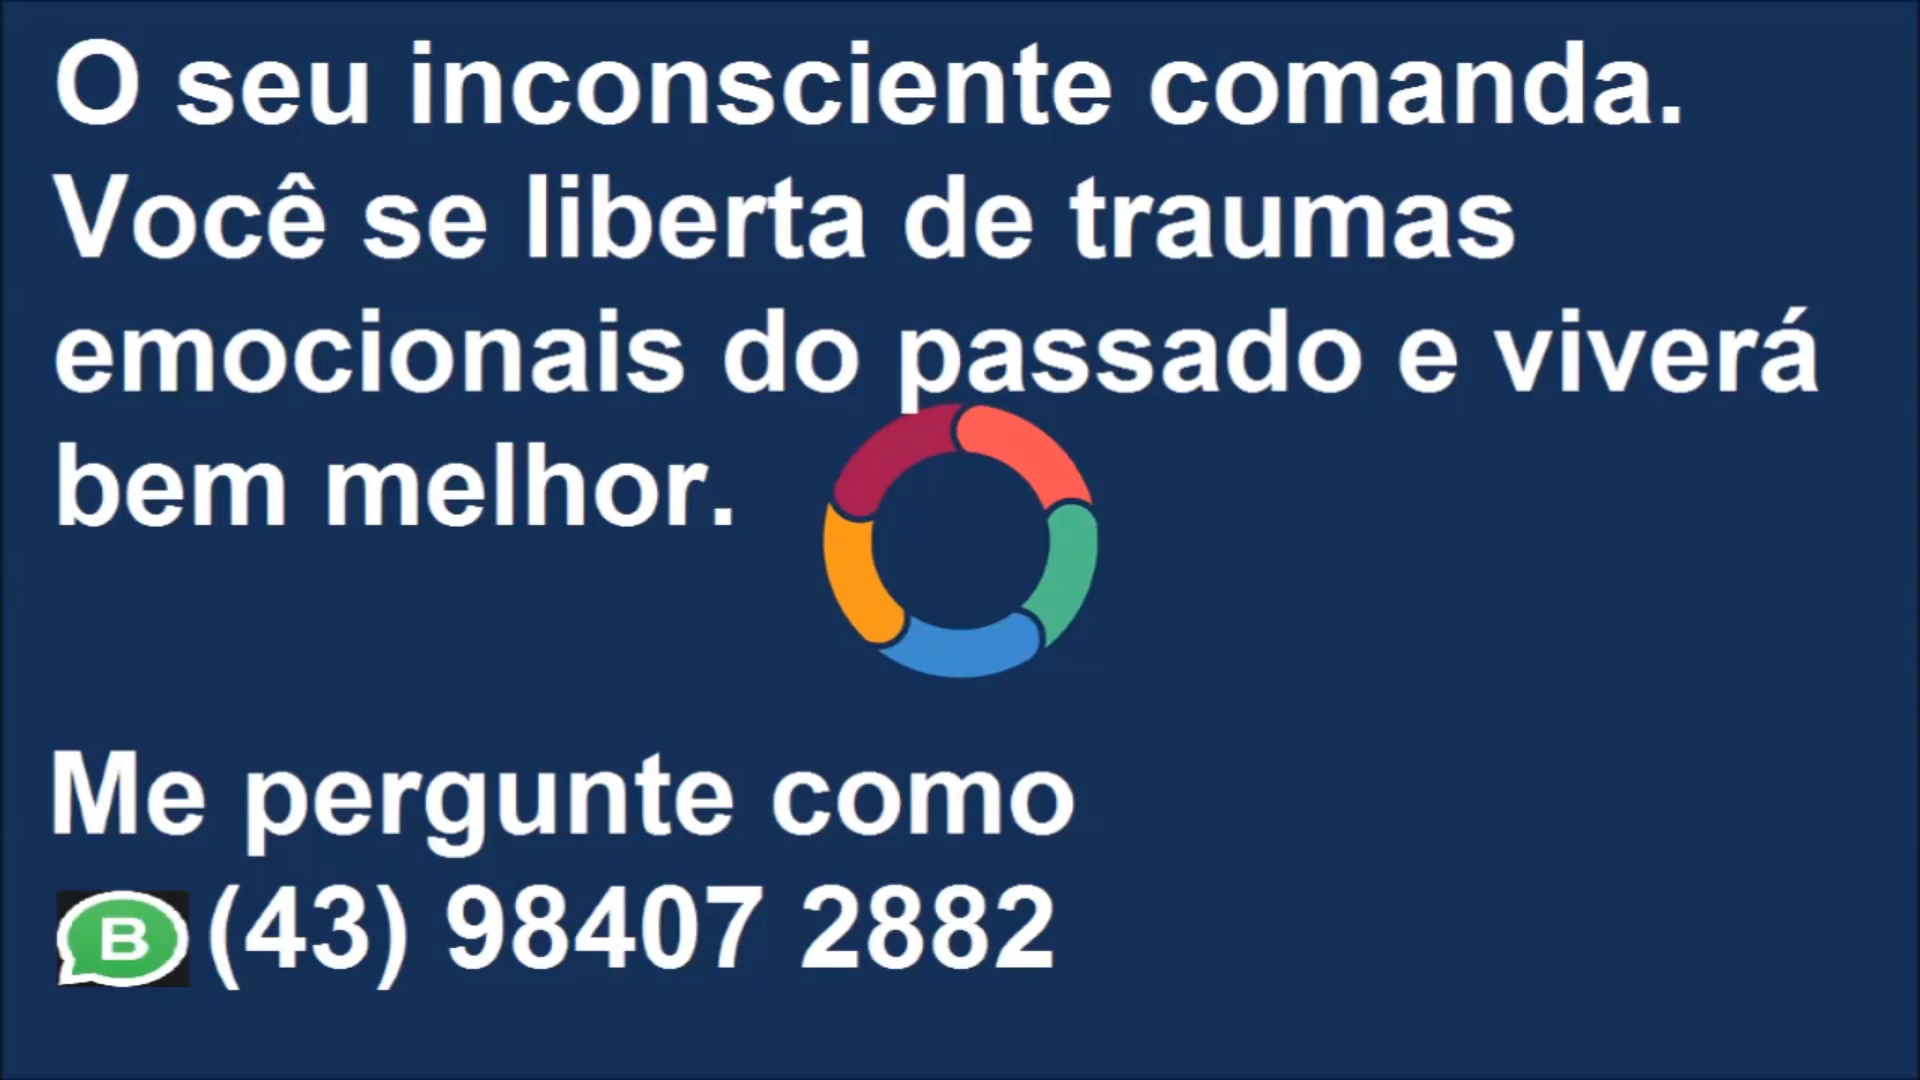 O seu inconsciente comanda.
Você se liberta de traumas
emocionais do passado e viverá
bem melhor.
Me pergunte como
B (43) 98407 2882